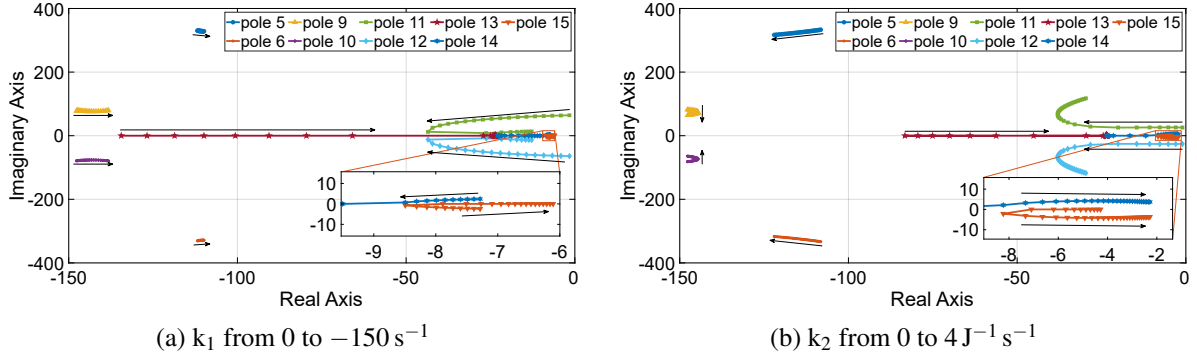 400
200
0
-200
-400
Imaginary Axis
pole 5 pole 9 pole 11 pole 13 pole 15
pole 6 pole 10 pole 12 pole 14
10
0
-10
-9 -8 -7 -6
-150 -100 -50 0
Real Axis
(a) k₁ from 0 to −150 s⁻¹
400
200
0
-200
-400
Imaginary Axis
pole 5 pole 9 pole 11 pole 13 pole 15
pole 6 pole 10 pole 12 pole 14
10
0
-10
-8 -6 -4 -2
-150 -100 -50 0
Real Axis
(b) k₂ from 0 to 4 J⁻¹ s⁻¹